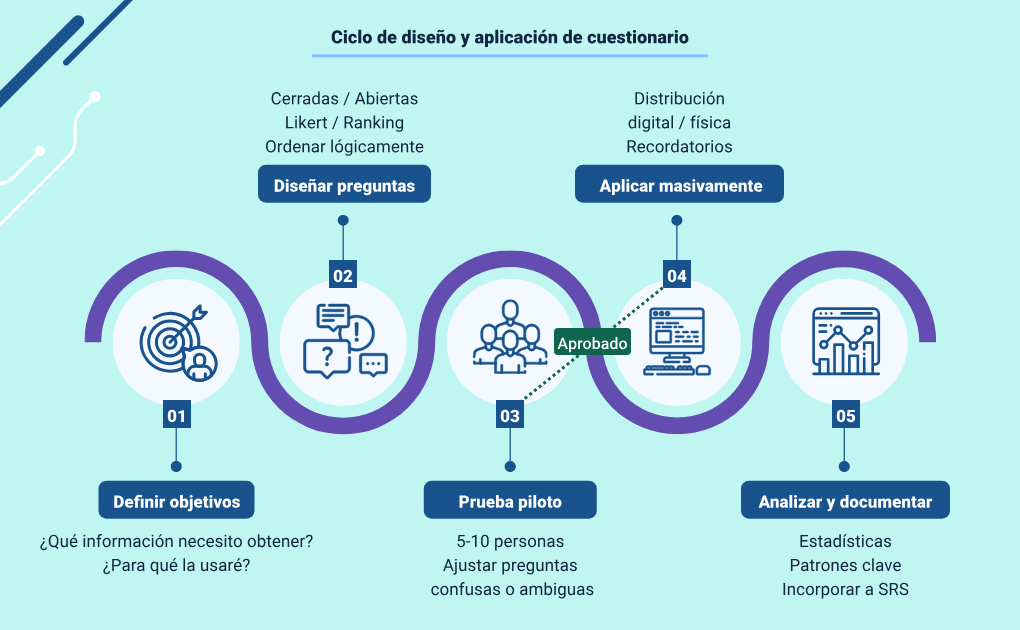 Ciclo de diseño y aplicación de cuestionario
01
Definir objetivos
¿Qué información necesito obtener?
¿Para qué la usaré?
Cerradas / Abiertas
Likert / Ranking
Ordenar lógicamente
Diseñar preguntas
02
?
!
03
Prueba piloto
5-10 personas
Ajustar preguntas
confusas o ambiguas
Aprobado
Distribución
digital / física
Recordatorios
Aplicar masivamente
04
05
Analizar y documentar
Estadísticas
Patrones clave
Incorporar a SRS